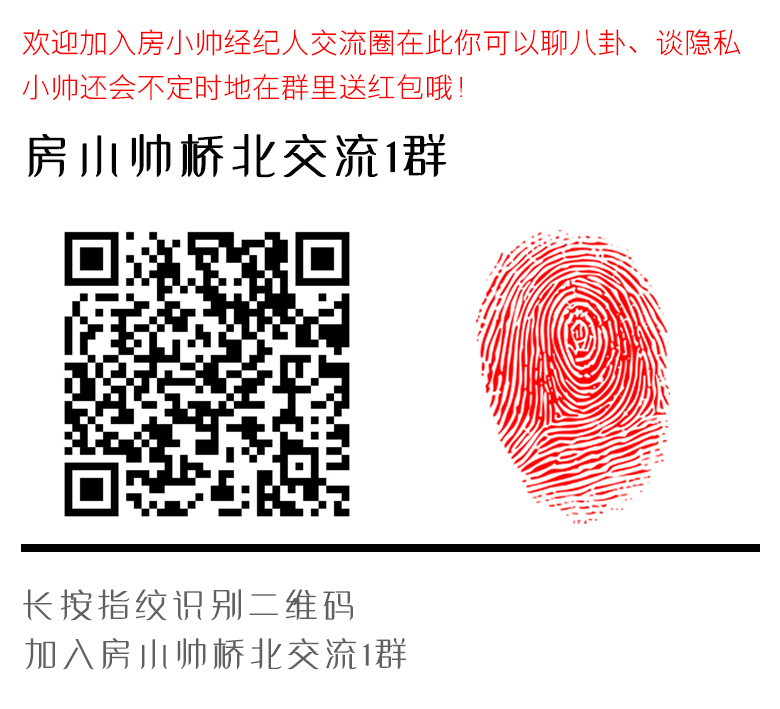 欢迎加入房小帅经纪人交流圈在此你可以聊八卦、谈隐私
小帅还会不定时地在群里送红包哦！
房小帅桥北交流1群
长按指纹识别二维码
加入房小帅桥北交流1群